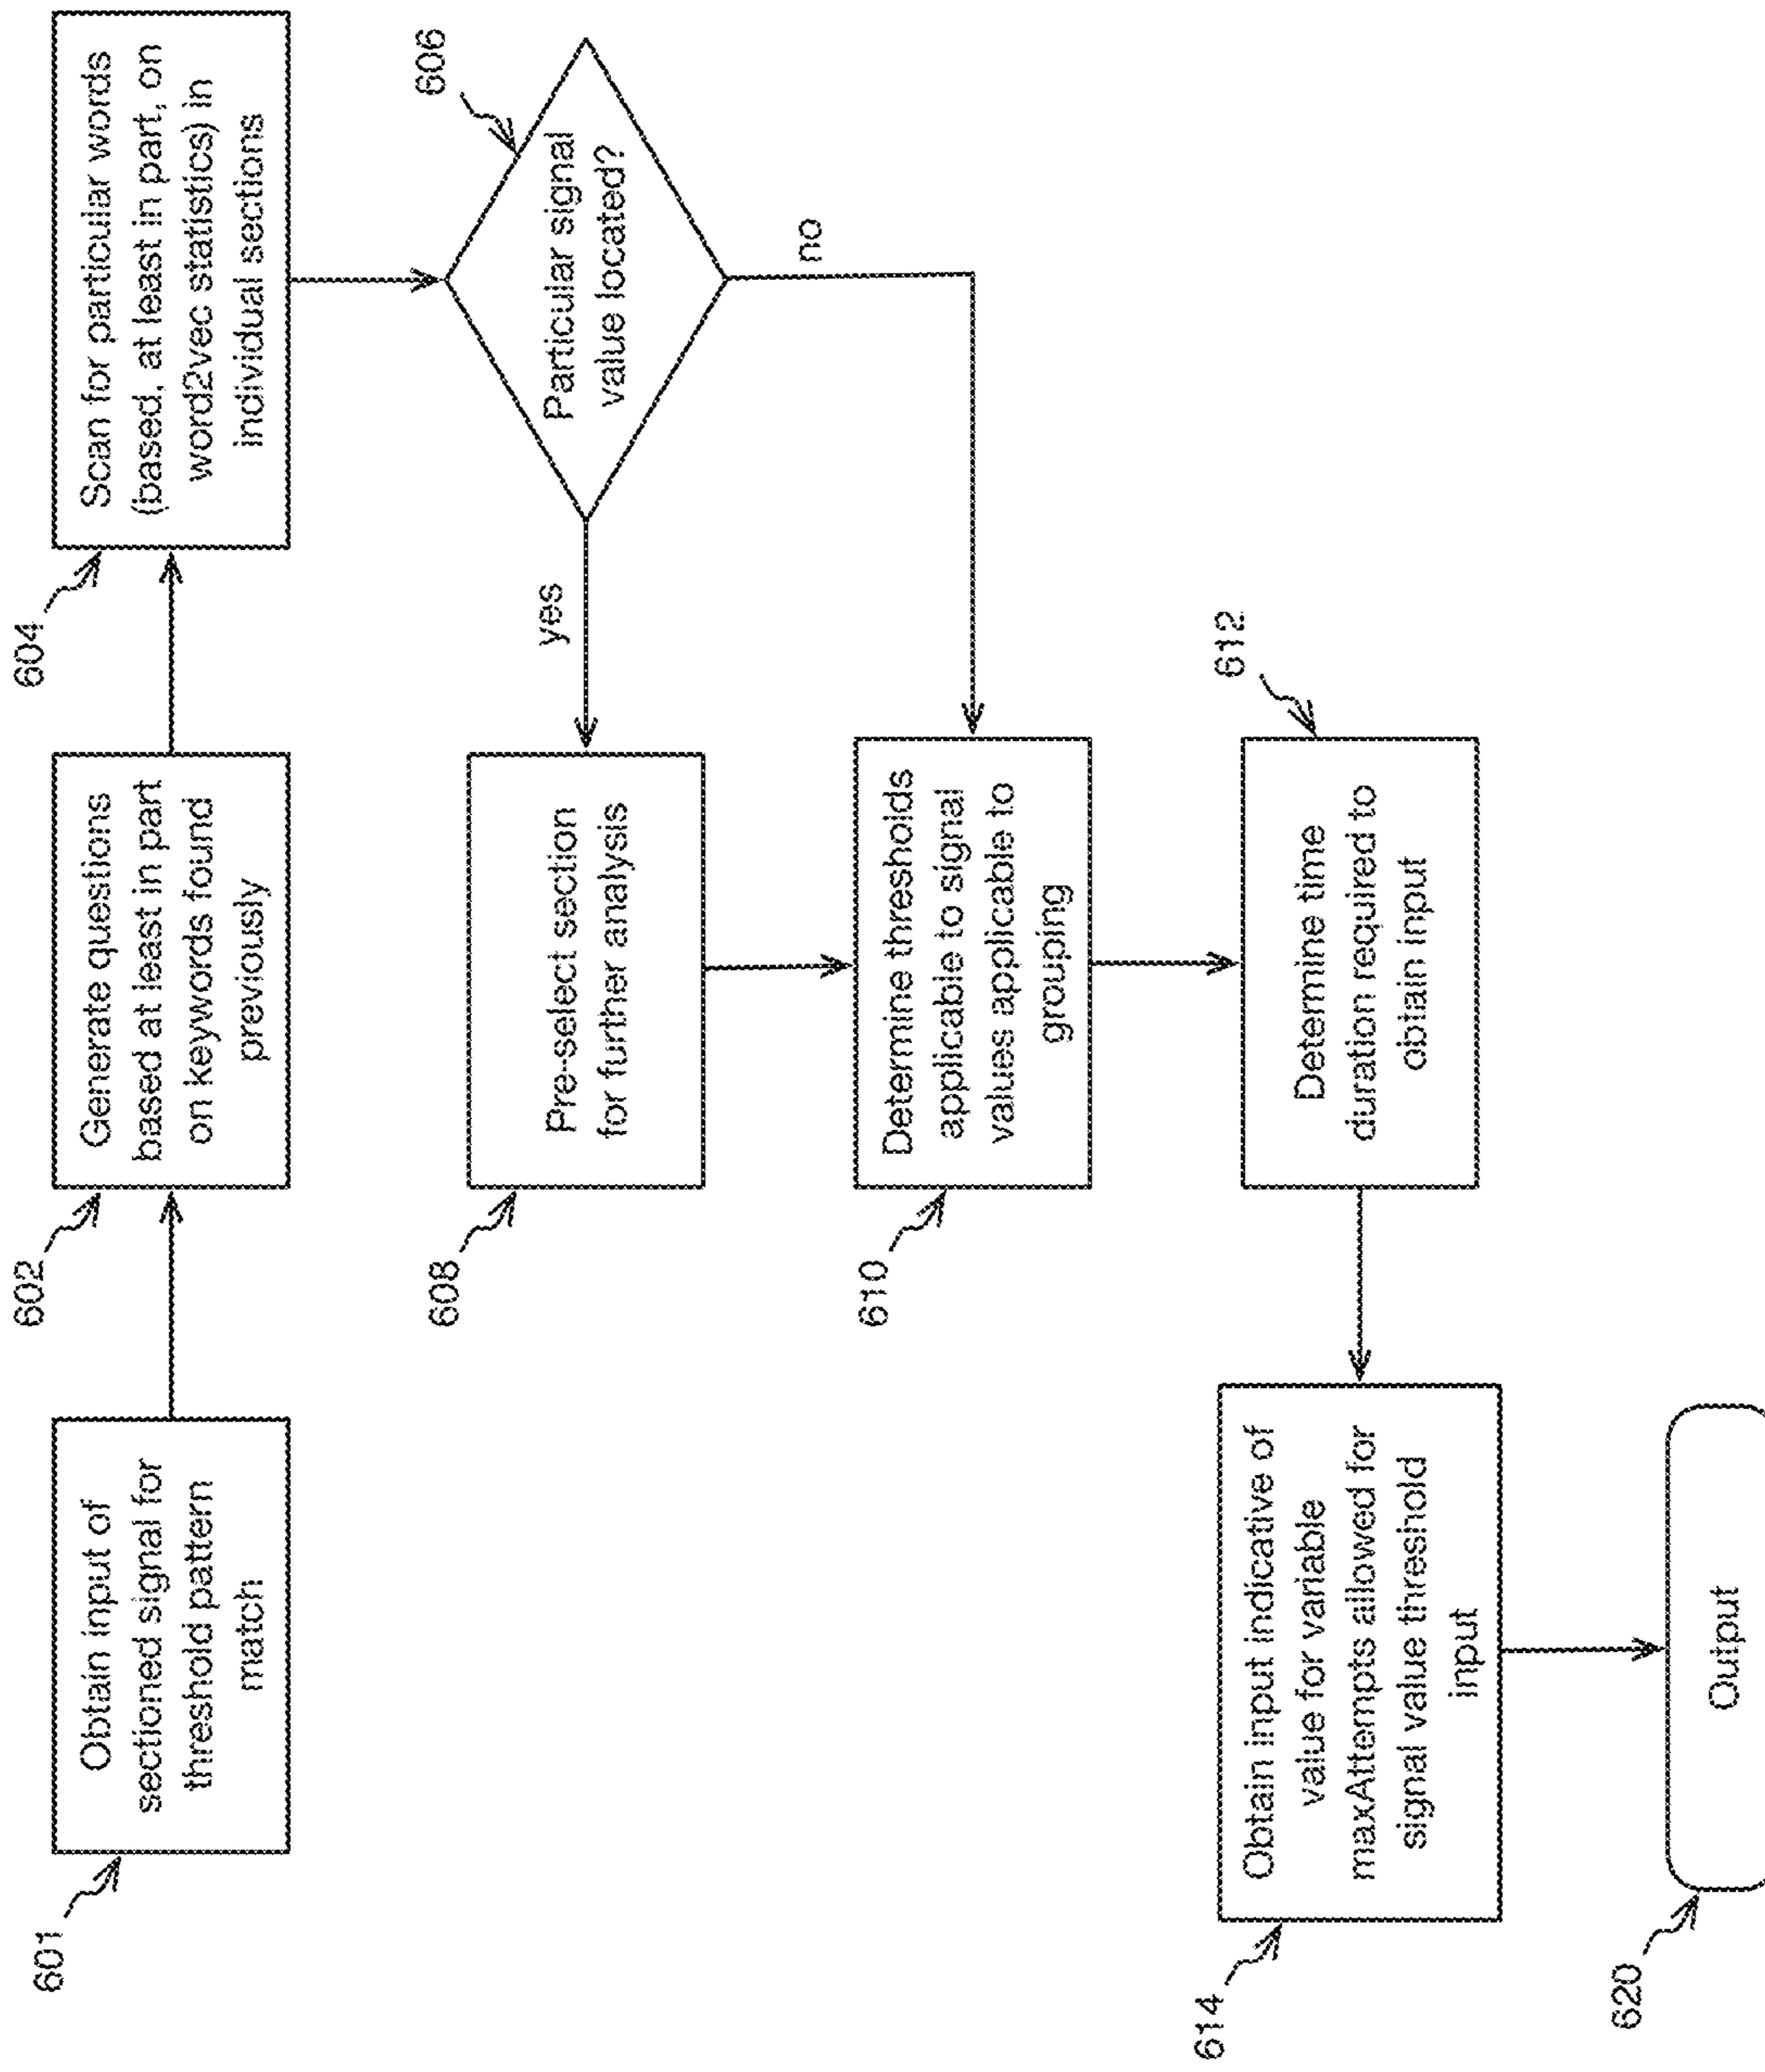 601
Obtain input of
sectioned signal for
threshold pattern
match
602
Generate questions
based at least in part
on keywords found
previously
604
Scan for particular words
(based, at least in part, on
word2vec statistics) in
individual sections
606
Particular signal
value located?
yes
no
608
Pre-select section
for further analysis
610
Determine thresholds
applicable to signal
values applicable to
grouping
612
Determine time
duration required to
obtain input
614
Obtain input indicative of
value for variable
maxAttempts allowed for
signal value threshold
input
620
Output